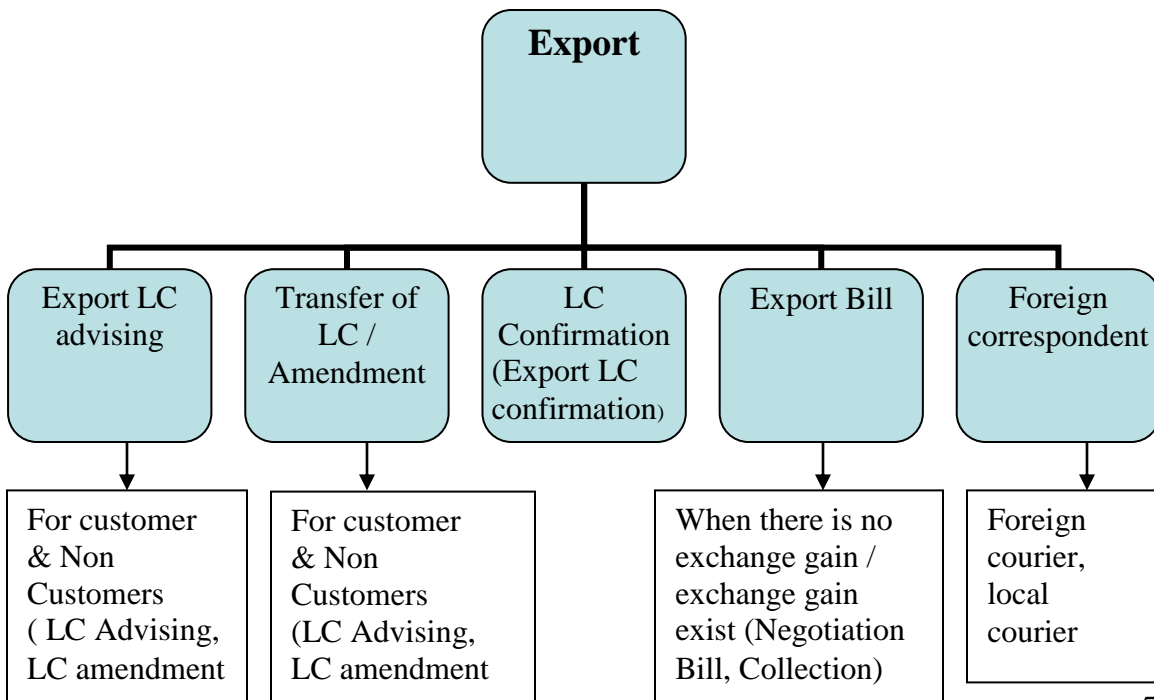 Export
Export LC
advising
Transfer of
LC /
Amendment
LC
Confirmation
(Export LC
confirmation)
Export Bill
Foreign
correspondent
For customer
& Non
Customers
( LC Advising,
LC amendment
For customer
& Non
Customers
(LC Advising,
LC amendment
When there is no
exchange gain /
exchange gain
exist (Negotiation
Bill, Collection)
Foreign
courier,
local
courier